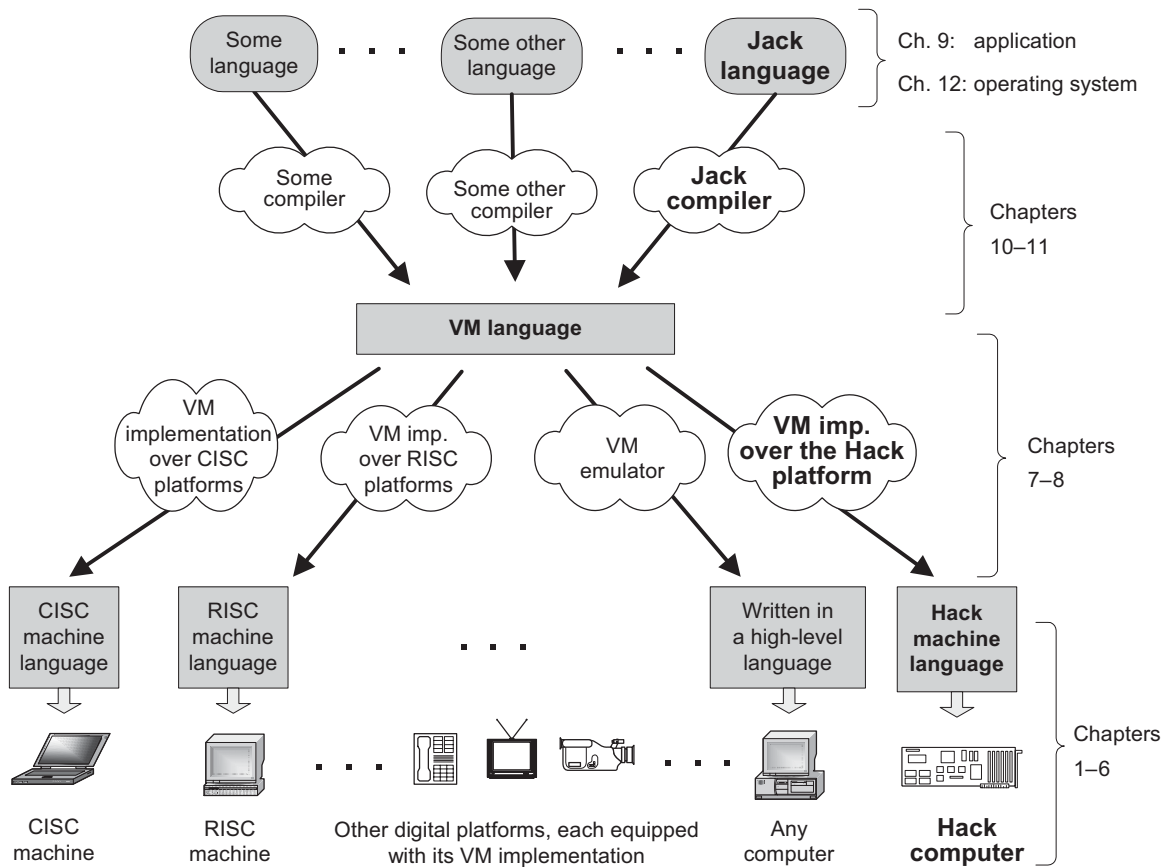 Some
language
Some other
language
Jack
language
Ch. 9: application
Ch. 12: operating system
Some
compiler
Some other
compiler
Jack
compiler
Chapters
10–11
VM language
VM
implementation
over CISC
platforms
VM imp.
over RISC
platforms
VM
emulator
VM imp.
over the Hack
platform
Chapters
7–8
CISC
machine
language
RISC
machine
language
Written in
a high-level
language
Hack
machine
language
Chapters
1–6
CISC
machine
RISC
machine
Other digital platforms, each equipped
with its VM implementation
Any
computer
Hack
computer